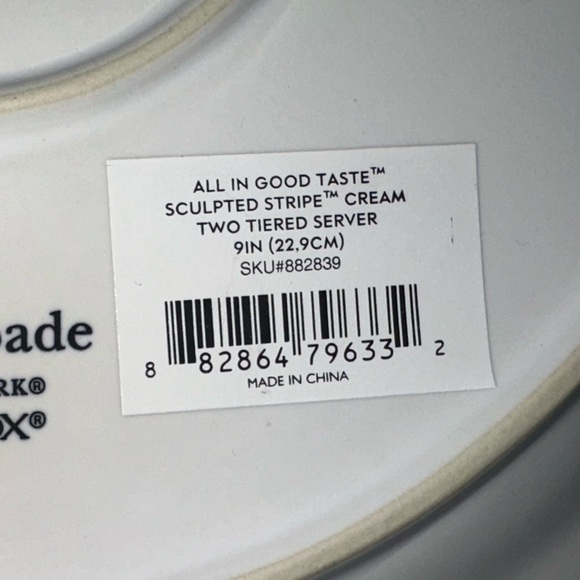 ALL IN GOOD TASTE™
SCULPTED STRIPE™ CREAM
TWO TIERED SERVER
9IN (22,9CM)
SKU#882839
8 82864 79633 2
MADE IN CHINA
ade
RK®
X®